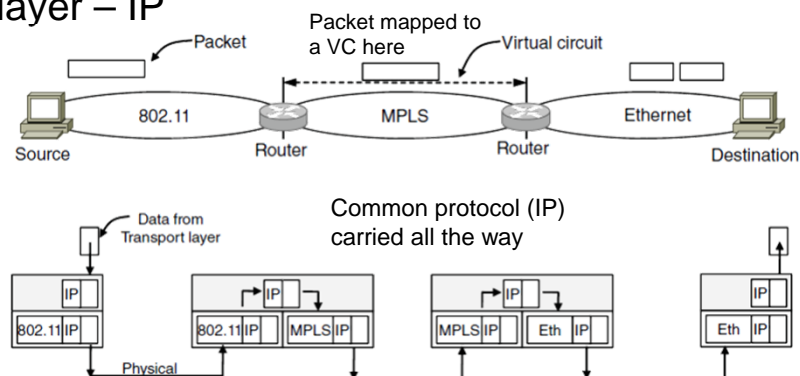 layer – IP
Packet mapped to
a VC here
Packet
Virtual circuit
802.11
MPLS
Ethernet
Source
Router
Router
Destination
Data from
Transport layer
Common protocol (IP)
carried all the way
IP
IP
IP
IP
802.11 IP
802.11 IP
MPLS IP
MPLS IP
Eth IP
Eth IP
Physical